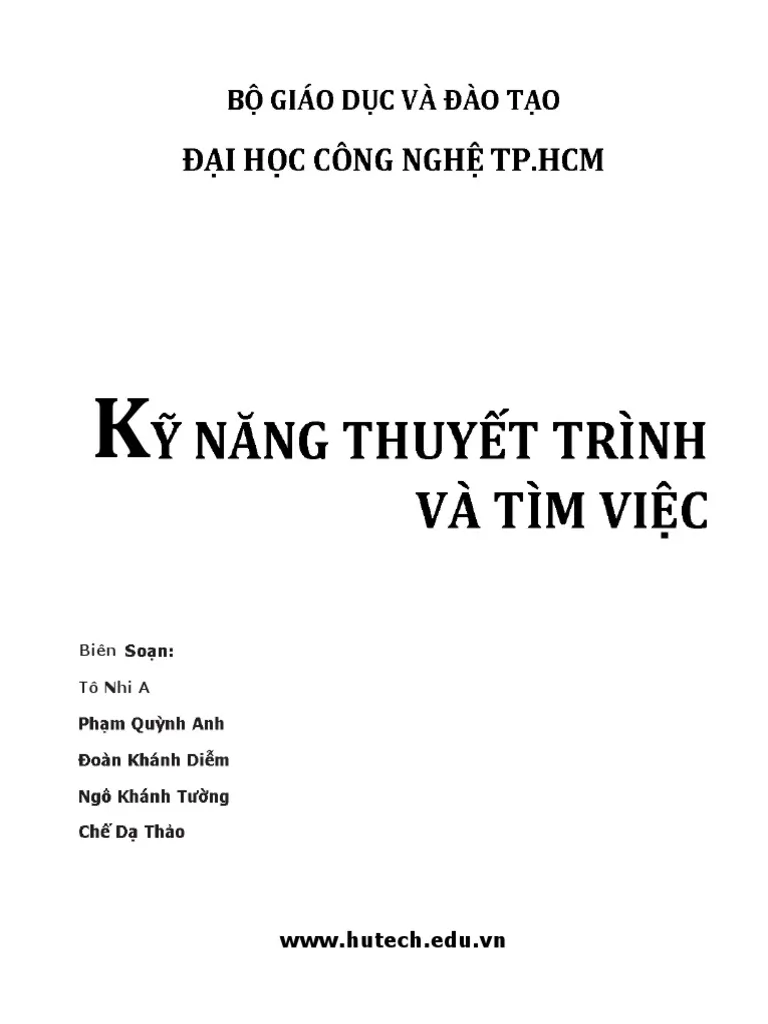 BỘ GIÁO DỤC VÀ ĐÀO TẠO
ĐẠI HỌC CÔNG NGHỆ TP.HCM
KỸ NĂNG THUYẾT TRÌNH
VÀ TÌM VIỆC
Biên Soạn:
Tô Nhi A
Phạm Quỳnh Anh
Đoàn Khánh Diễm
Ngô Khánh Tường
Chế Dạ Thảo
www.hutech.edu.vn